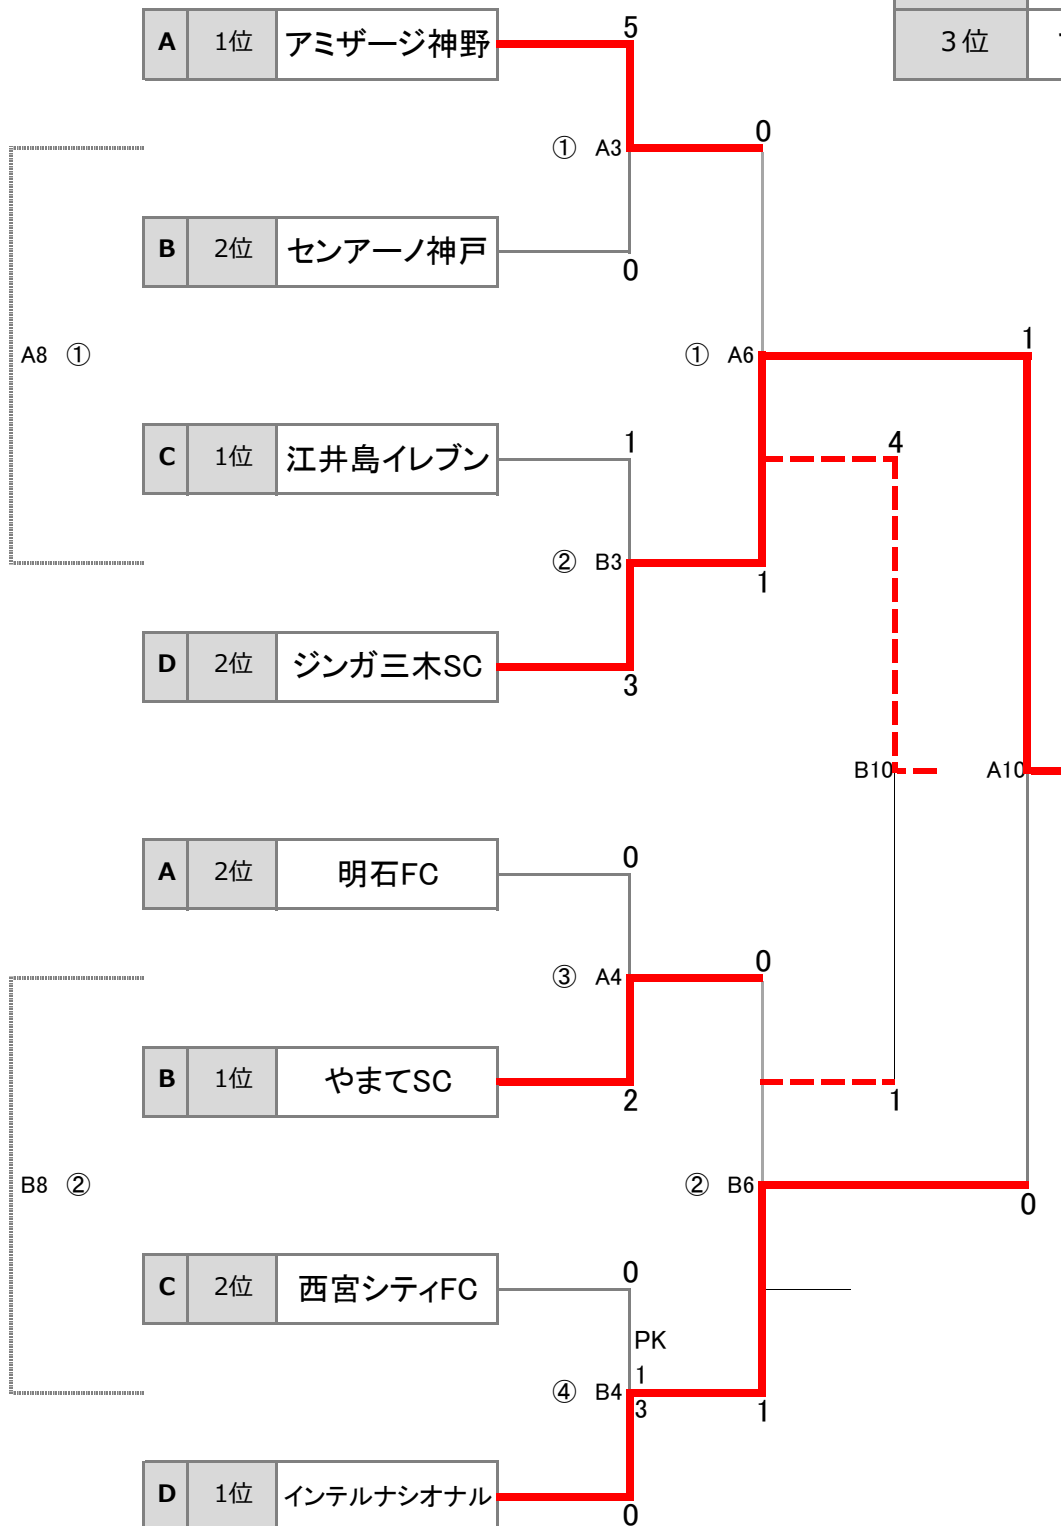 A 1位 アミザージ神野 5
３位
① A3 0
B 2位 センアーノ神戸 0
A8 ① ① A6 1
C 1位 江井島イレブン 1 4
② B3 1
D 2位 ジンガ三木SC 3
B10 A10
A 2位 明石FC 0
③ A4 0
B 1位 やまてSC 2 1
B8 ② ② B6 0
C 2位 西宮シティFC 0
PK
1
④ B4 1
3
D 1位 インテルナシオナル 0